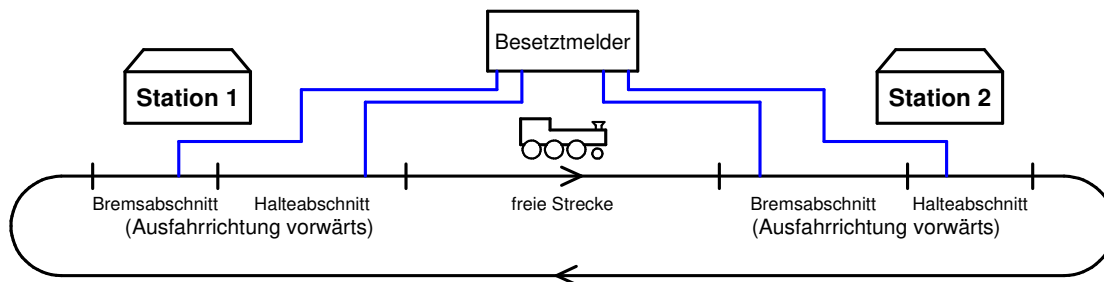 Besetztmelder
Station 1
Station 2
Bremsabschnitt Halteabschnitt freie Strecke Bremsabschnitt Halteabschnitt
(Ausfahrrichtung vorwärts) (Ausfahrrichtung vorwärts)